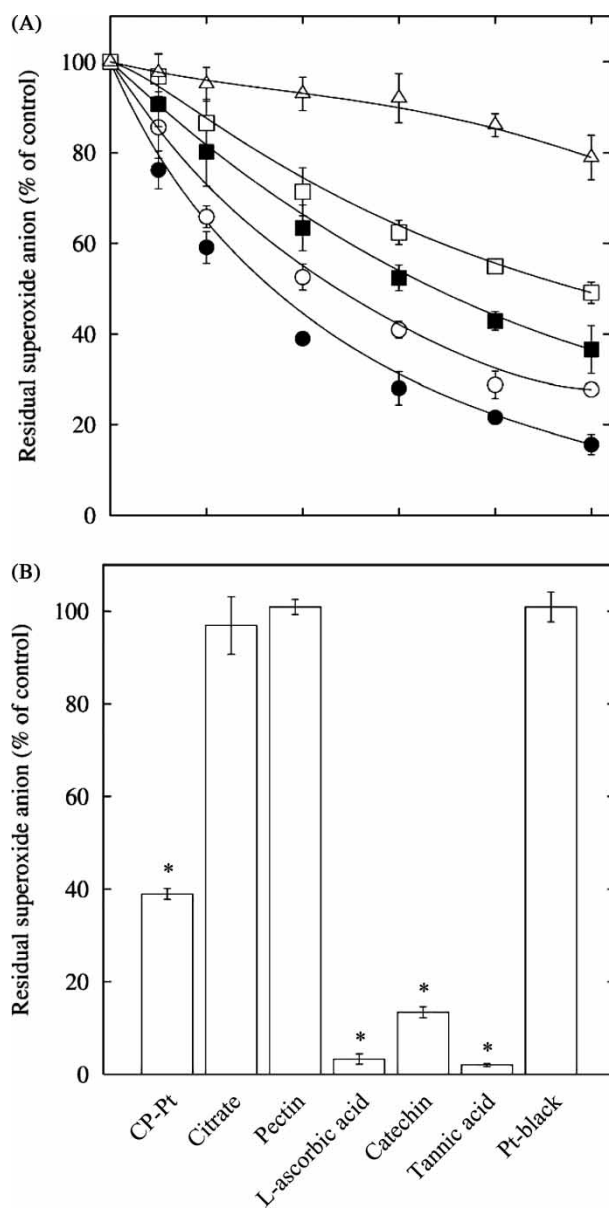 (A)
Residual superoxide anion (% of control)
100
80
60
40
20
0
(B)
Residual superoxide anion (% of control)
100
80
60
40
20
0
*
*
*
*
CP-Pt
Citrate
Pectin
L-ascorbic acid
Catechin
Tannic acid
Pt-black